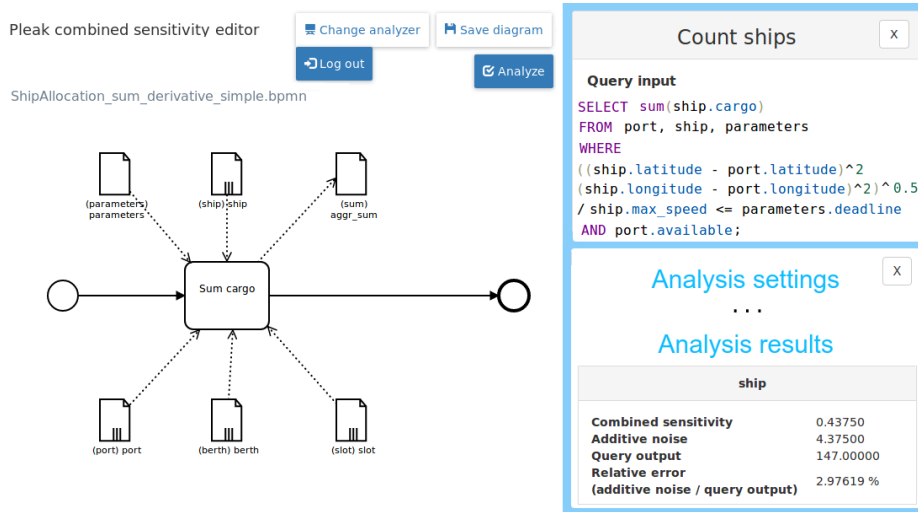 Pleak combined sensitivity editor
Change analyzer
Save diagram
Log out
Analyze
ShipAllocation_sum_derivative_simple.bpmn
(parameters)
parameters
(ship) ship
(sum)
aggr_sum
Sum cargo
(port) port
(berth) berth
(slot) slot
Count ships
X
Query input
SELECT sum(ship.cargo)
FROM port, ship, parameters
WHERE
((ship.latitude - port.latitude)^2
(ship.longitude - port.longitude)^2)^0.5
/ ship.max_speed <= parameters.deadline
AND port.available;
Analysis settings
X
...
Analysis results
ship
Combined sensitivity 0.43750
Additive noise 4.37500
Query output 147.00000
Relative error
(additive noise / query output) 2.97619 %